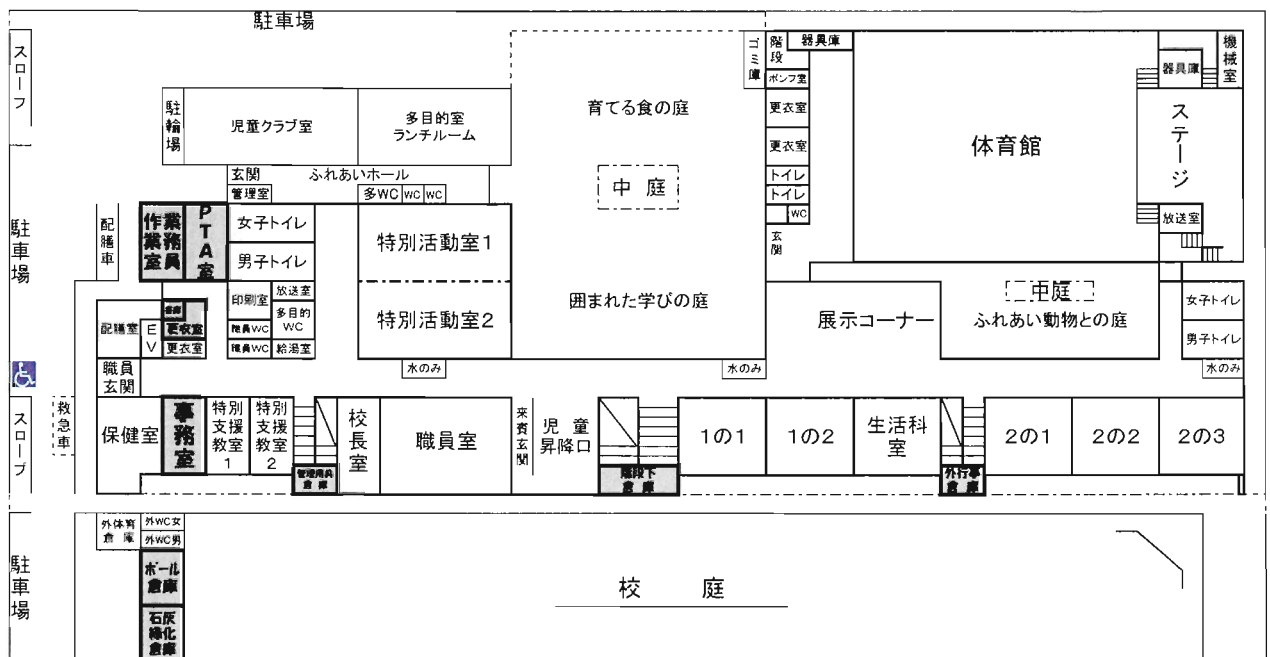 駐車場
スロープ
駐車場
駐輪場
児童クラブ室
多目的室
ランチルーム
玄関
ふれあいホール
管理室
多WC
WC
WC
育てる食の庭
中庭
囲まれた学びの庭
ゴミ庫
階段
器具庫
ポンプ室
更衣室
更衣室
トイレ
トイレ
WC
玄関
体育館
器具庫
機械室
ステージ
放送室
配膳車
業務員
作業室
PTA室
女子トイレ
男子トイレ
特別活動室1
特別活動室2
印刷室
放送室
多目的
WC
職員WC
職員WC
給湯室
配膳室
EV
更衣室
更衣室
職員
玄関
水のみ
水のみ
展示コーナー
中庭
ふれあい動物との庭
女子トイレ
男子トイレ
水のみ
スロープ
救急車
保健室
事務室
特別
支援
教室
1
特別
支援
教室
2
管理用具
倉庫
校長室
職員室
来賓玄関
児童
昇降口
階段下
倉庫
1の1
1の2
生活科
室
外行事
倉庫
2の1
2の2
2の3
駐車場
外体育
倉庫
外WC女
外WC男
ボール
倉庫
石灰
緑化
倉庫
校庭